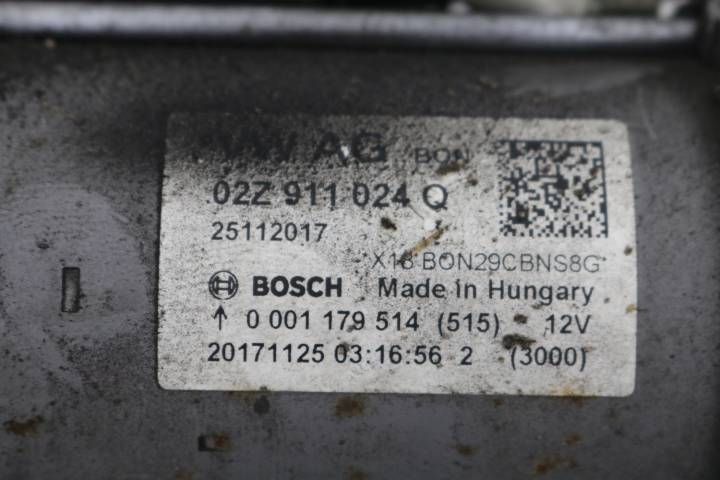 VW AG BON
02Z 911 024 Q
25112017
X18 BON29CBNS8G
BOSCH Made in Hungary
↑ 0 001 179 514 (515) 12V
20171125 03:16:56 2 (3000)